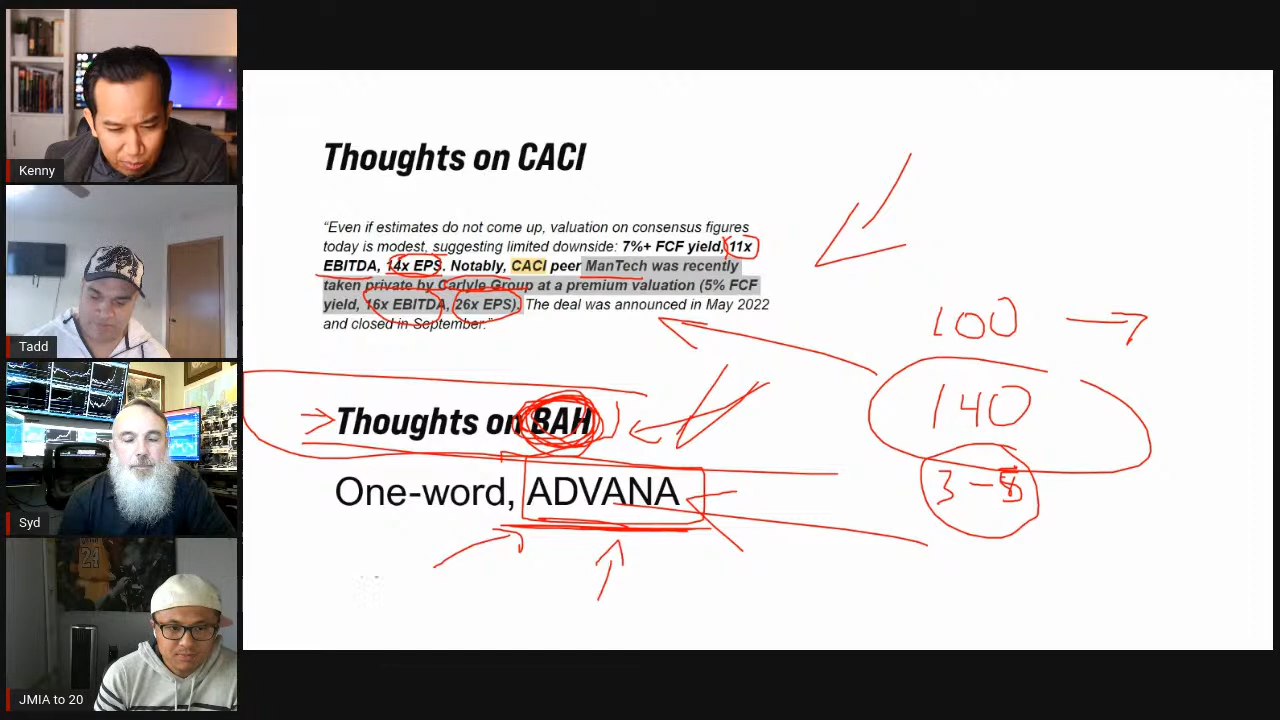 Kenny
Tadd
Syd
24
JMIA to 20
Thoughts on CACI
“Even if estimates do not come up, valuation on consensus figures
today is modest, suggesting limited downside: 7%+ FCF yield, 11x
EBITDA, 14x EPS. Notably, CACI peer ManTech was recently
taken private by Carlyle Group at a premium valuation (5% FCF
yield, 16x EBITDA, 26x EPS). The deal was announced in May 2022
and closed in September.”
100
140
3-8
Thoughts on BAH
One-word, ADVANA